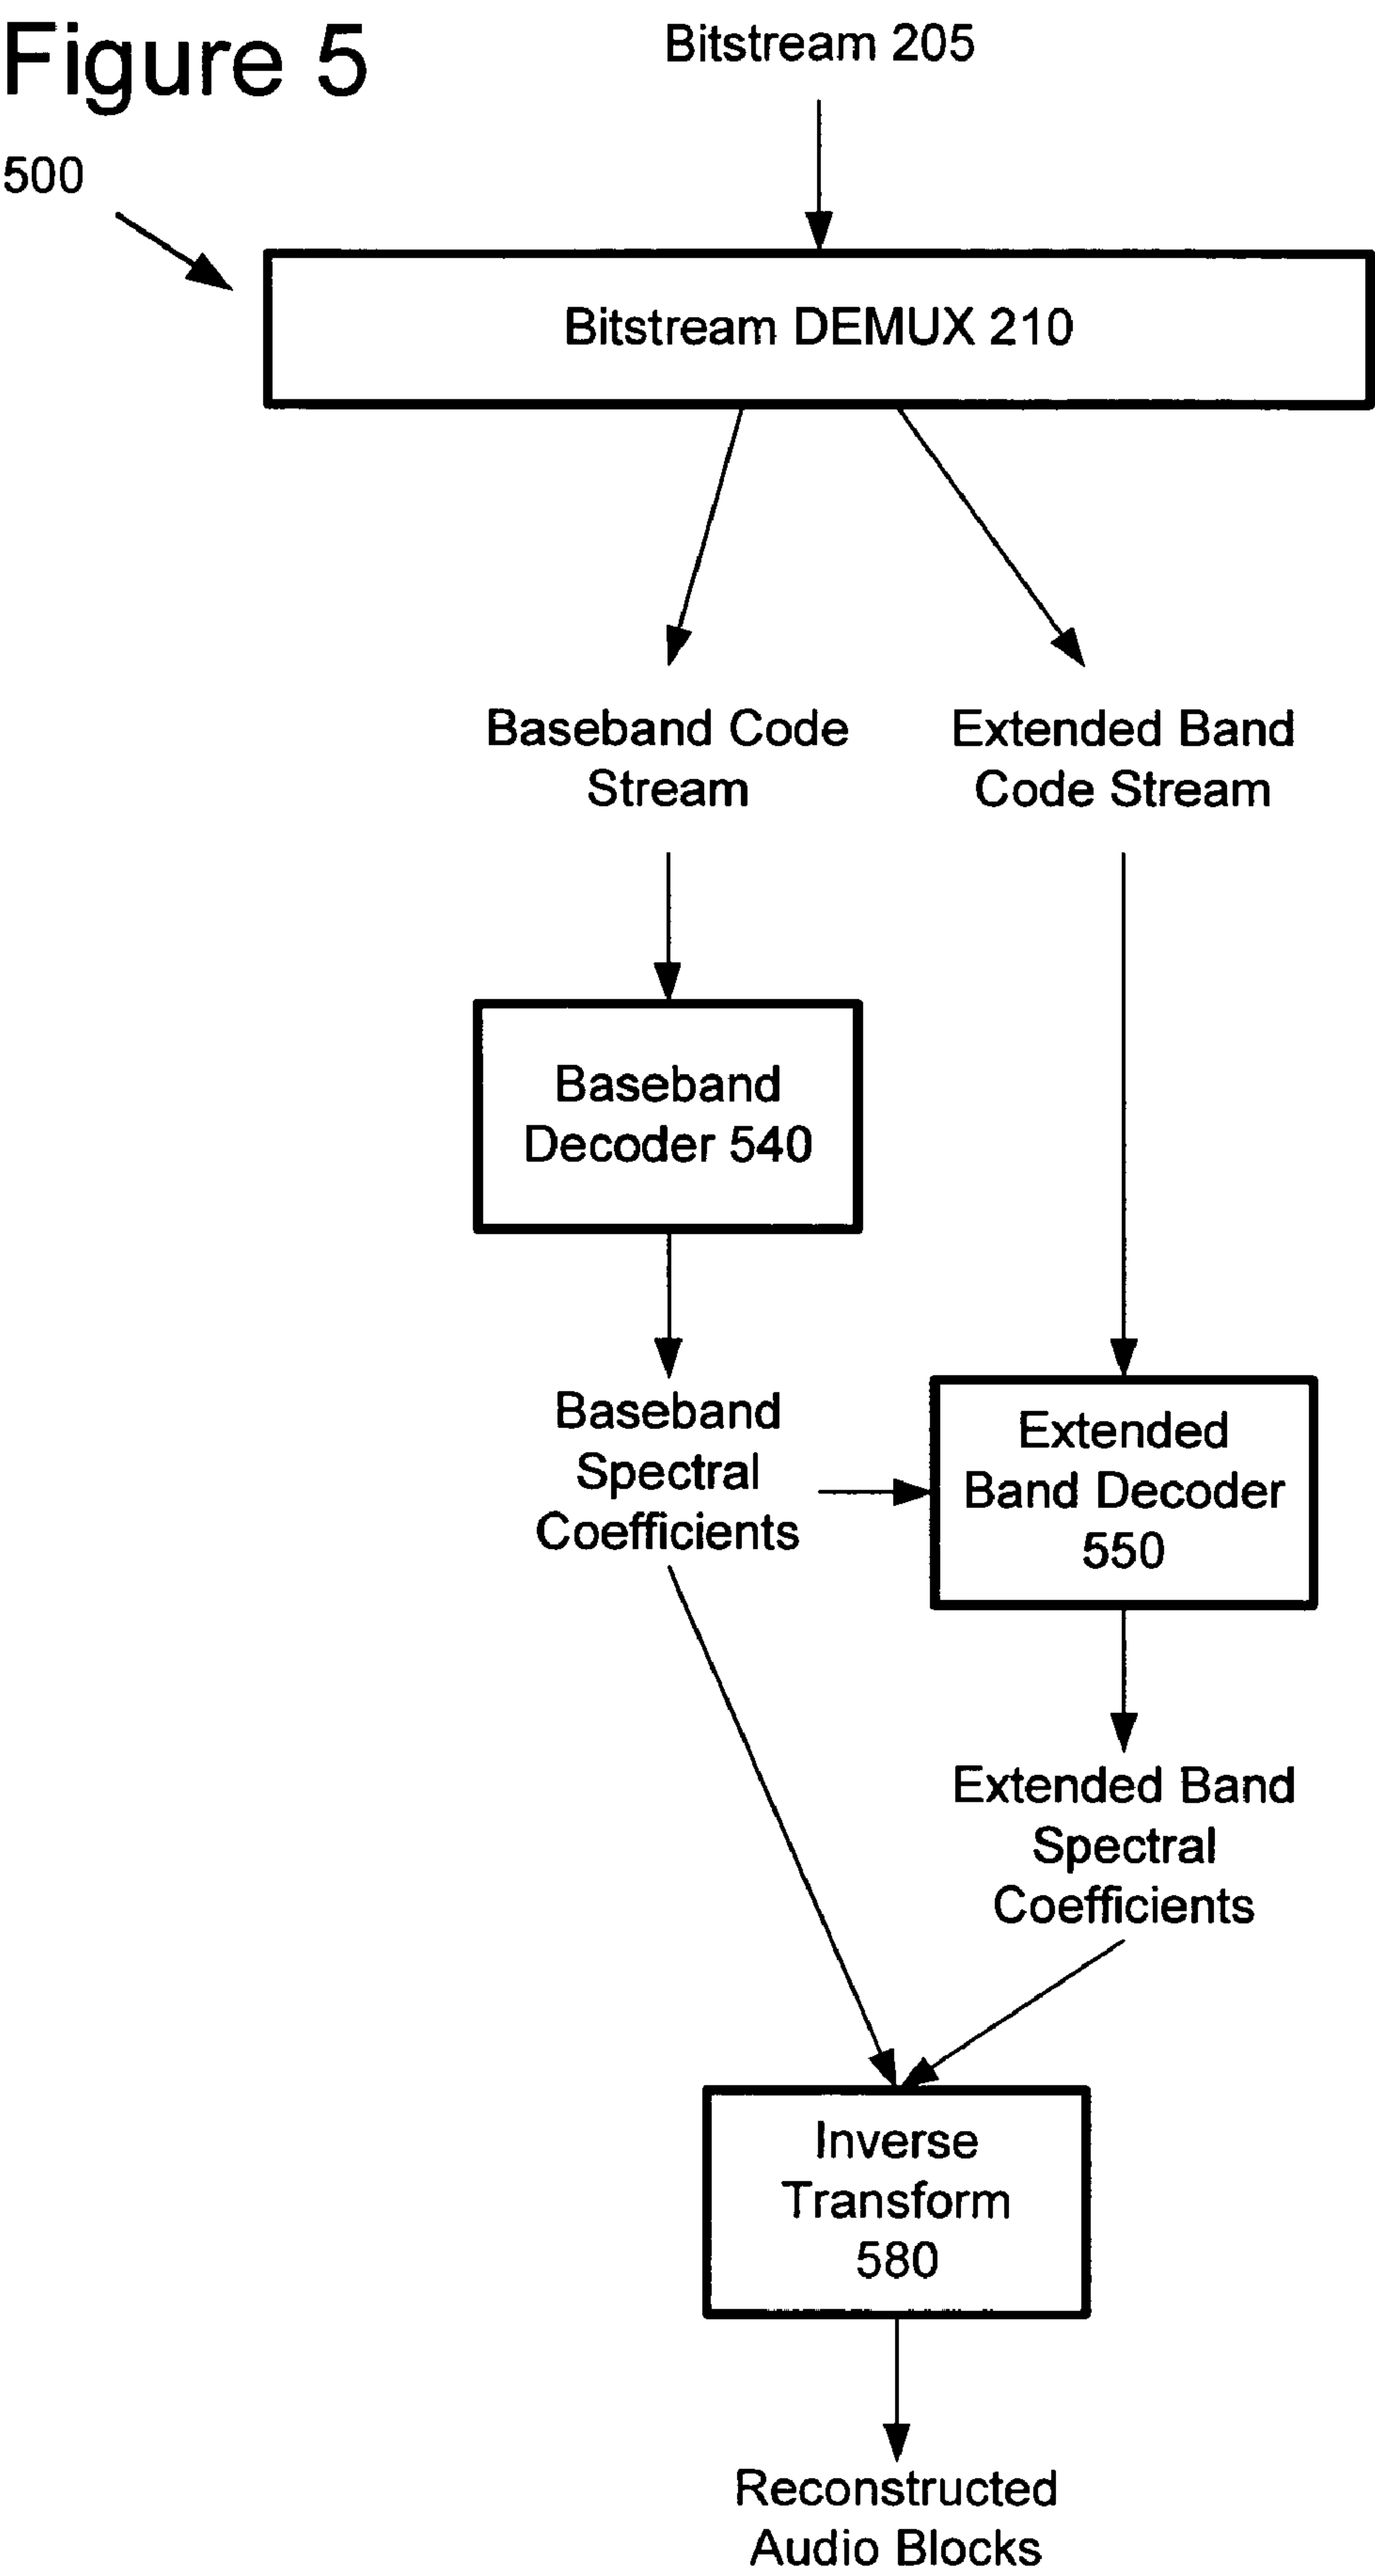 Figure 5
Bitstream 205
500
Bitstream DEMUX 210
Baseband Code
Stream
Extended Band
Code Stream
Baseband
Decoder 540
Baseband
Spectral
Coefficients
Extended
Band Decoder
550
Extended Band
Spectral
Coefficients
Inverse
Transform
580
Reconstructed
Audio Blocks